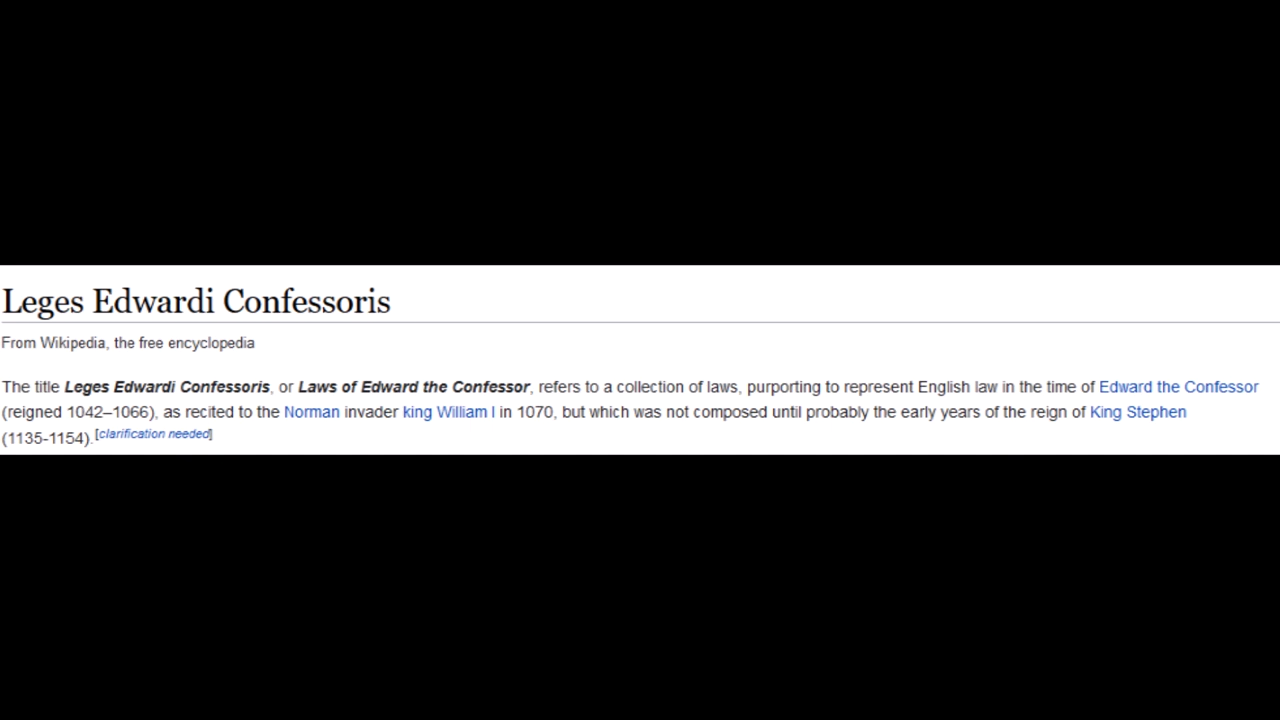 Leges Edwardi Confessoris
From Wikipedia, the free encyclopedia
The title Leges Edwardi Confessoris, or Laws of Edward the Confessor, refers to a collection of laws, purporting to represent English law in the time of Edward the Confessor
(reigned 1042–1066), as recited to the Norman invader king William I in 1070, but which was not composed until probably the early years of the reign of King Stephen
(1135-1154).[clarification needed]